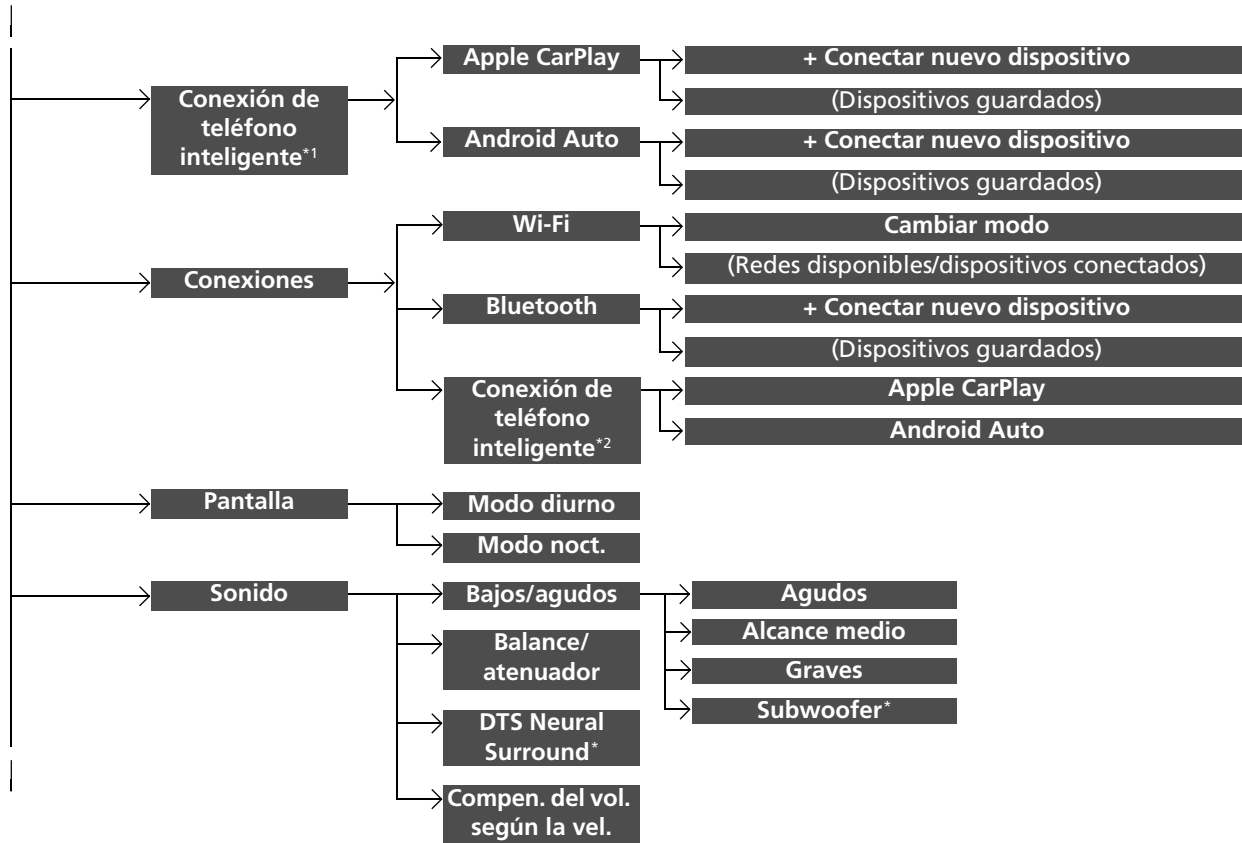 Conexión de
teléfono
inteligente*1
Apple CarPlay
+ Conectar nuevo dispositivo
(Dispositivos guardados)
Android Auto
+ Conectar nuevo dispositivo
(Dispositivos guardados)
Conexiones
Wi-Fi
Cambiar modo
(Redes disponibles/dispositivos conectados)
Bluetooth
+ Conectar nuevo dispositivo
(Dispositivos guardados)
Conexión de
teléfono
inteligente*2
Apple CarPlay
Android Auto
Pantalla
Modo diurno
Modo noct.
Sonido
Bajos/agudos
Agudos
Alcance medio
Graves
Subwoofer*
Balance/
atenuador
DTS Neural
Surround*
Compen. del vol.
según la vel.